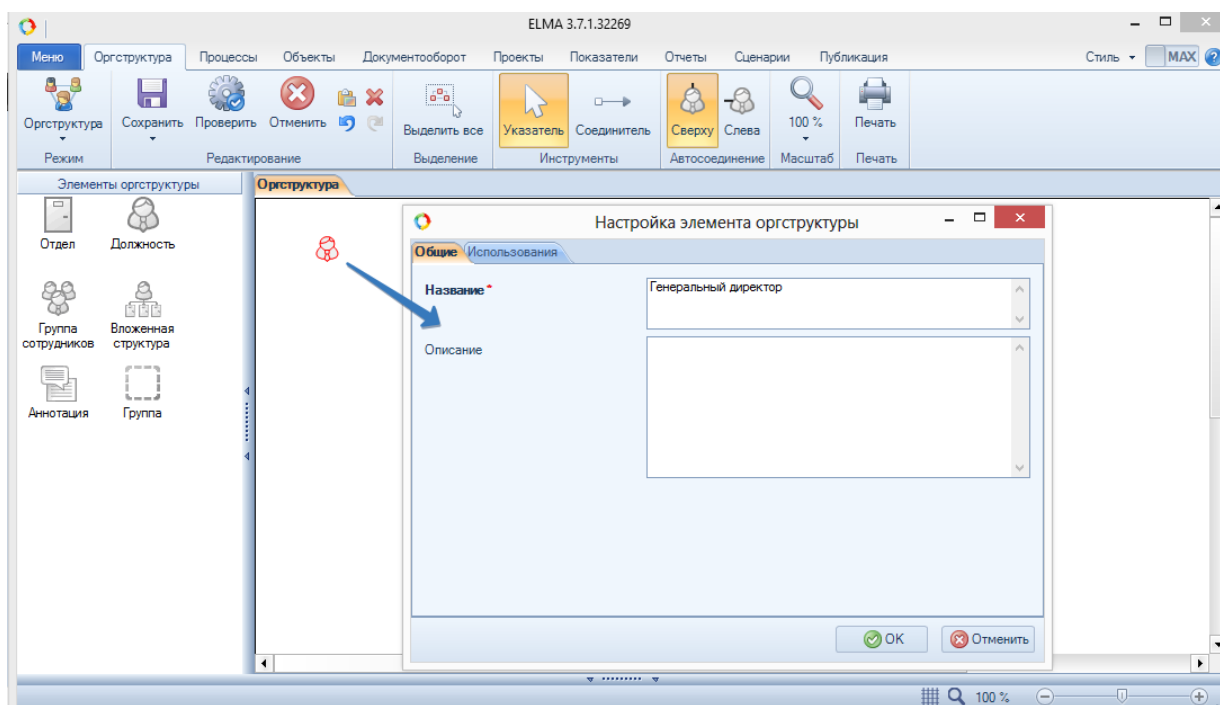 ELMA 3.7.1.32269
Меню Оргструктура Процессы Объекты Документооборот Проекты Показатели Отчеты Сценарии Публикация Стиль MAX
Оргструктура Сохранить Проверить Отменить Выделить все Указатель Соединитель Сверху Слева 100 % Печать
Режим Редактирование Выделение Инструменты Автосоединение Масштаб Печать
Элементы оргструктуры Оргструктура
Отдел Должность
Группа сотрудников
Вложенная структура
Аннотация Группа
Настройка элемента оргструктуры
Общие Использования
Название* Генеральный директор
Описание
OK Отменить
100 %